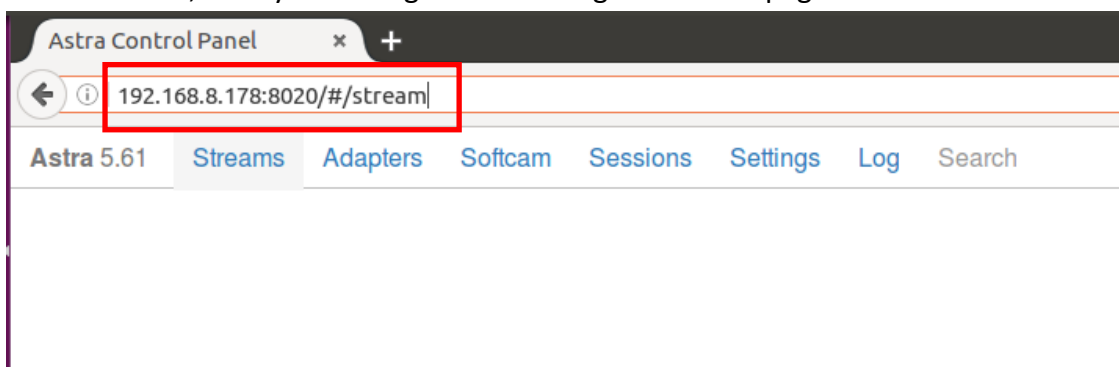 Astra Control Panel × +
192.168.8.178:8020/#/stream
Astra 5.61 Streams Adapters Softcam Sessions Settings Log Search